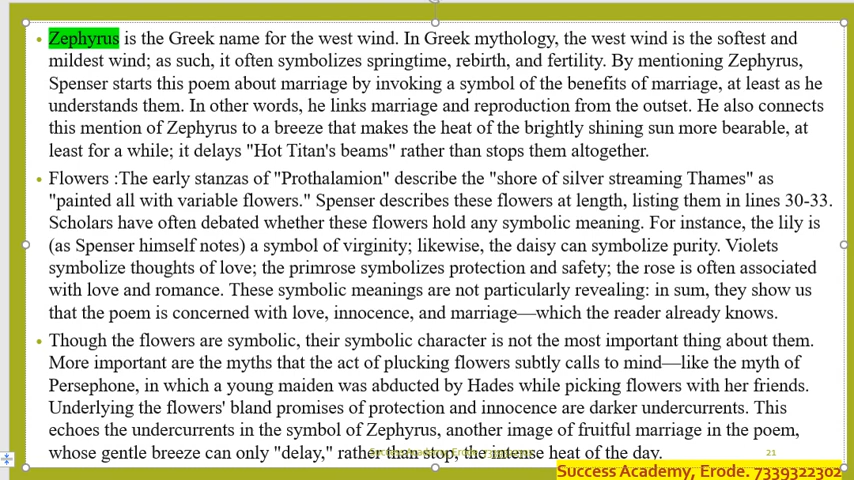 Zephyrus is the Greek name for the west wind. In Greek mythology, the west wind is the softest and
mildest wind; as such, it often symbolizes springtime, rebirth, and fertility. By mentioning Zephyrus,
Spenser starts this poem about marriage by invoking a symbol of the benefits of marriage, at least as he
understands them. In other words, he links marriage and reproduction from the outset. He also connects
this mention of Zephyrus to a breeze that makes the heat of the brightly shining sun more bearable, at
least for a while; it delays "Hot Titan's beams" rather than stops them altogether.
Flowers :The early stanzas of "Prothalamion" describe the "shore of silver streaming Thames" as
"painted all with variable flowers." Spenser describes these flowers at length, listing them in lines 30-33.
Scholars have often debated whether these flowers hold any symbolic meaning. For instance, the lily is
(as Spenser himself notes) a symbol of virginity; likewise, the daisy can symbolize purity. Violets
symbolize thoughts of love; the primrose symbolizes protection and safety; the rose is often associated
with love and romance. These symbolic meanings are not particularly revealing: in sum, they show us
that the poem is concerned with love, innocence, and marriage—which the reader already knows.
Though the flowers are symbolic, their symbolic character is not the most important thing about them.
More important are the myths that the act of plucking flowers subtly calls to mind—like the myth of
Persephone, in which a young maiden was abducted by Hades while picking flowers with her friends.
Underlying the flowers' bland promises of protection and innocence are darker undercurrents. This
echoes the undercurrents in the symbol of Zephyrus, another image of fruitful marriage in the poem,
whose gentle breeze can only "delay," rather than stop, the intense heat of the day.
Success Academy, Erode.
21
Success Academy, Erode. 7339322302